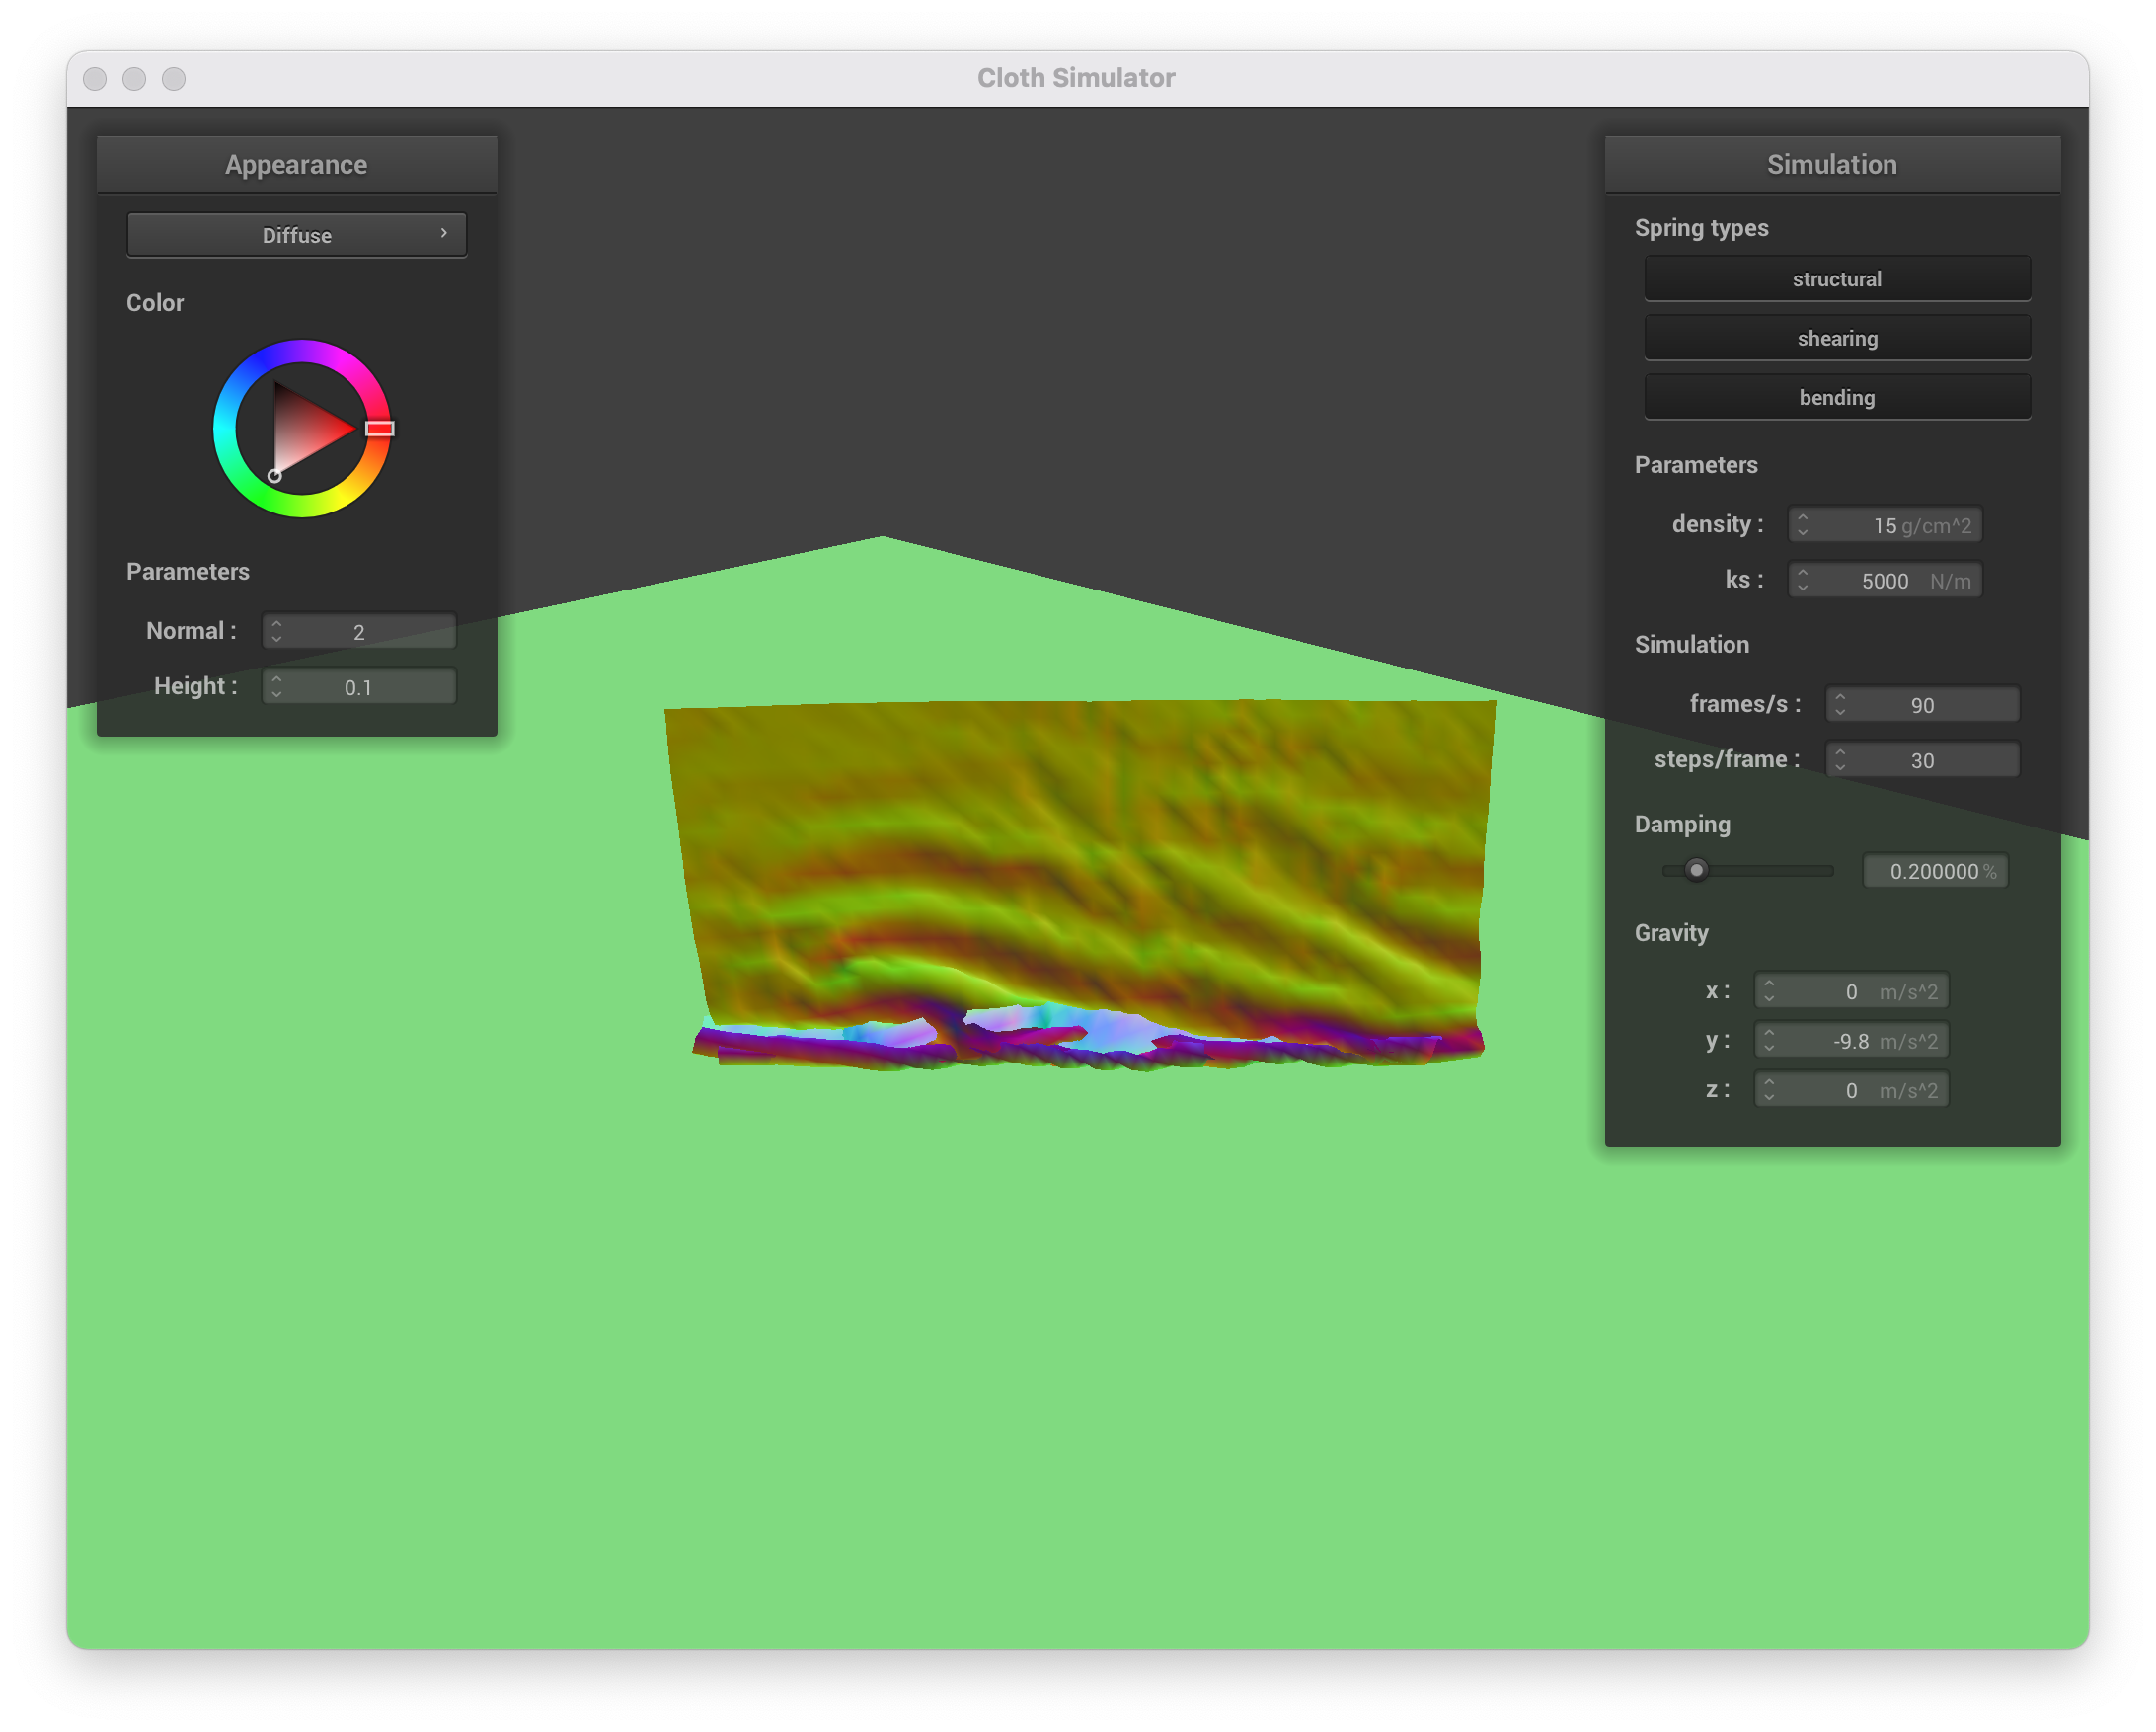 Cloth Simulator
Appearance
Diffuse
Color
Parameters
Normal : 2
Height : 0.1
Simulation
Spring types
structural
shearing
bending
Parameters
density : 15 g/cm^2
ks : 5000 N/m
Simulation
frames/s : 90
steps/frame : 30
Damping
0.200000 %
Gravity
x : 0 m/s^2
y : -9.8 m/s^2
z : 0 m/s^2